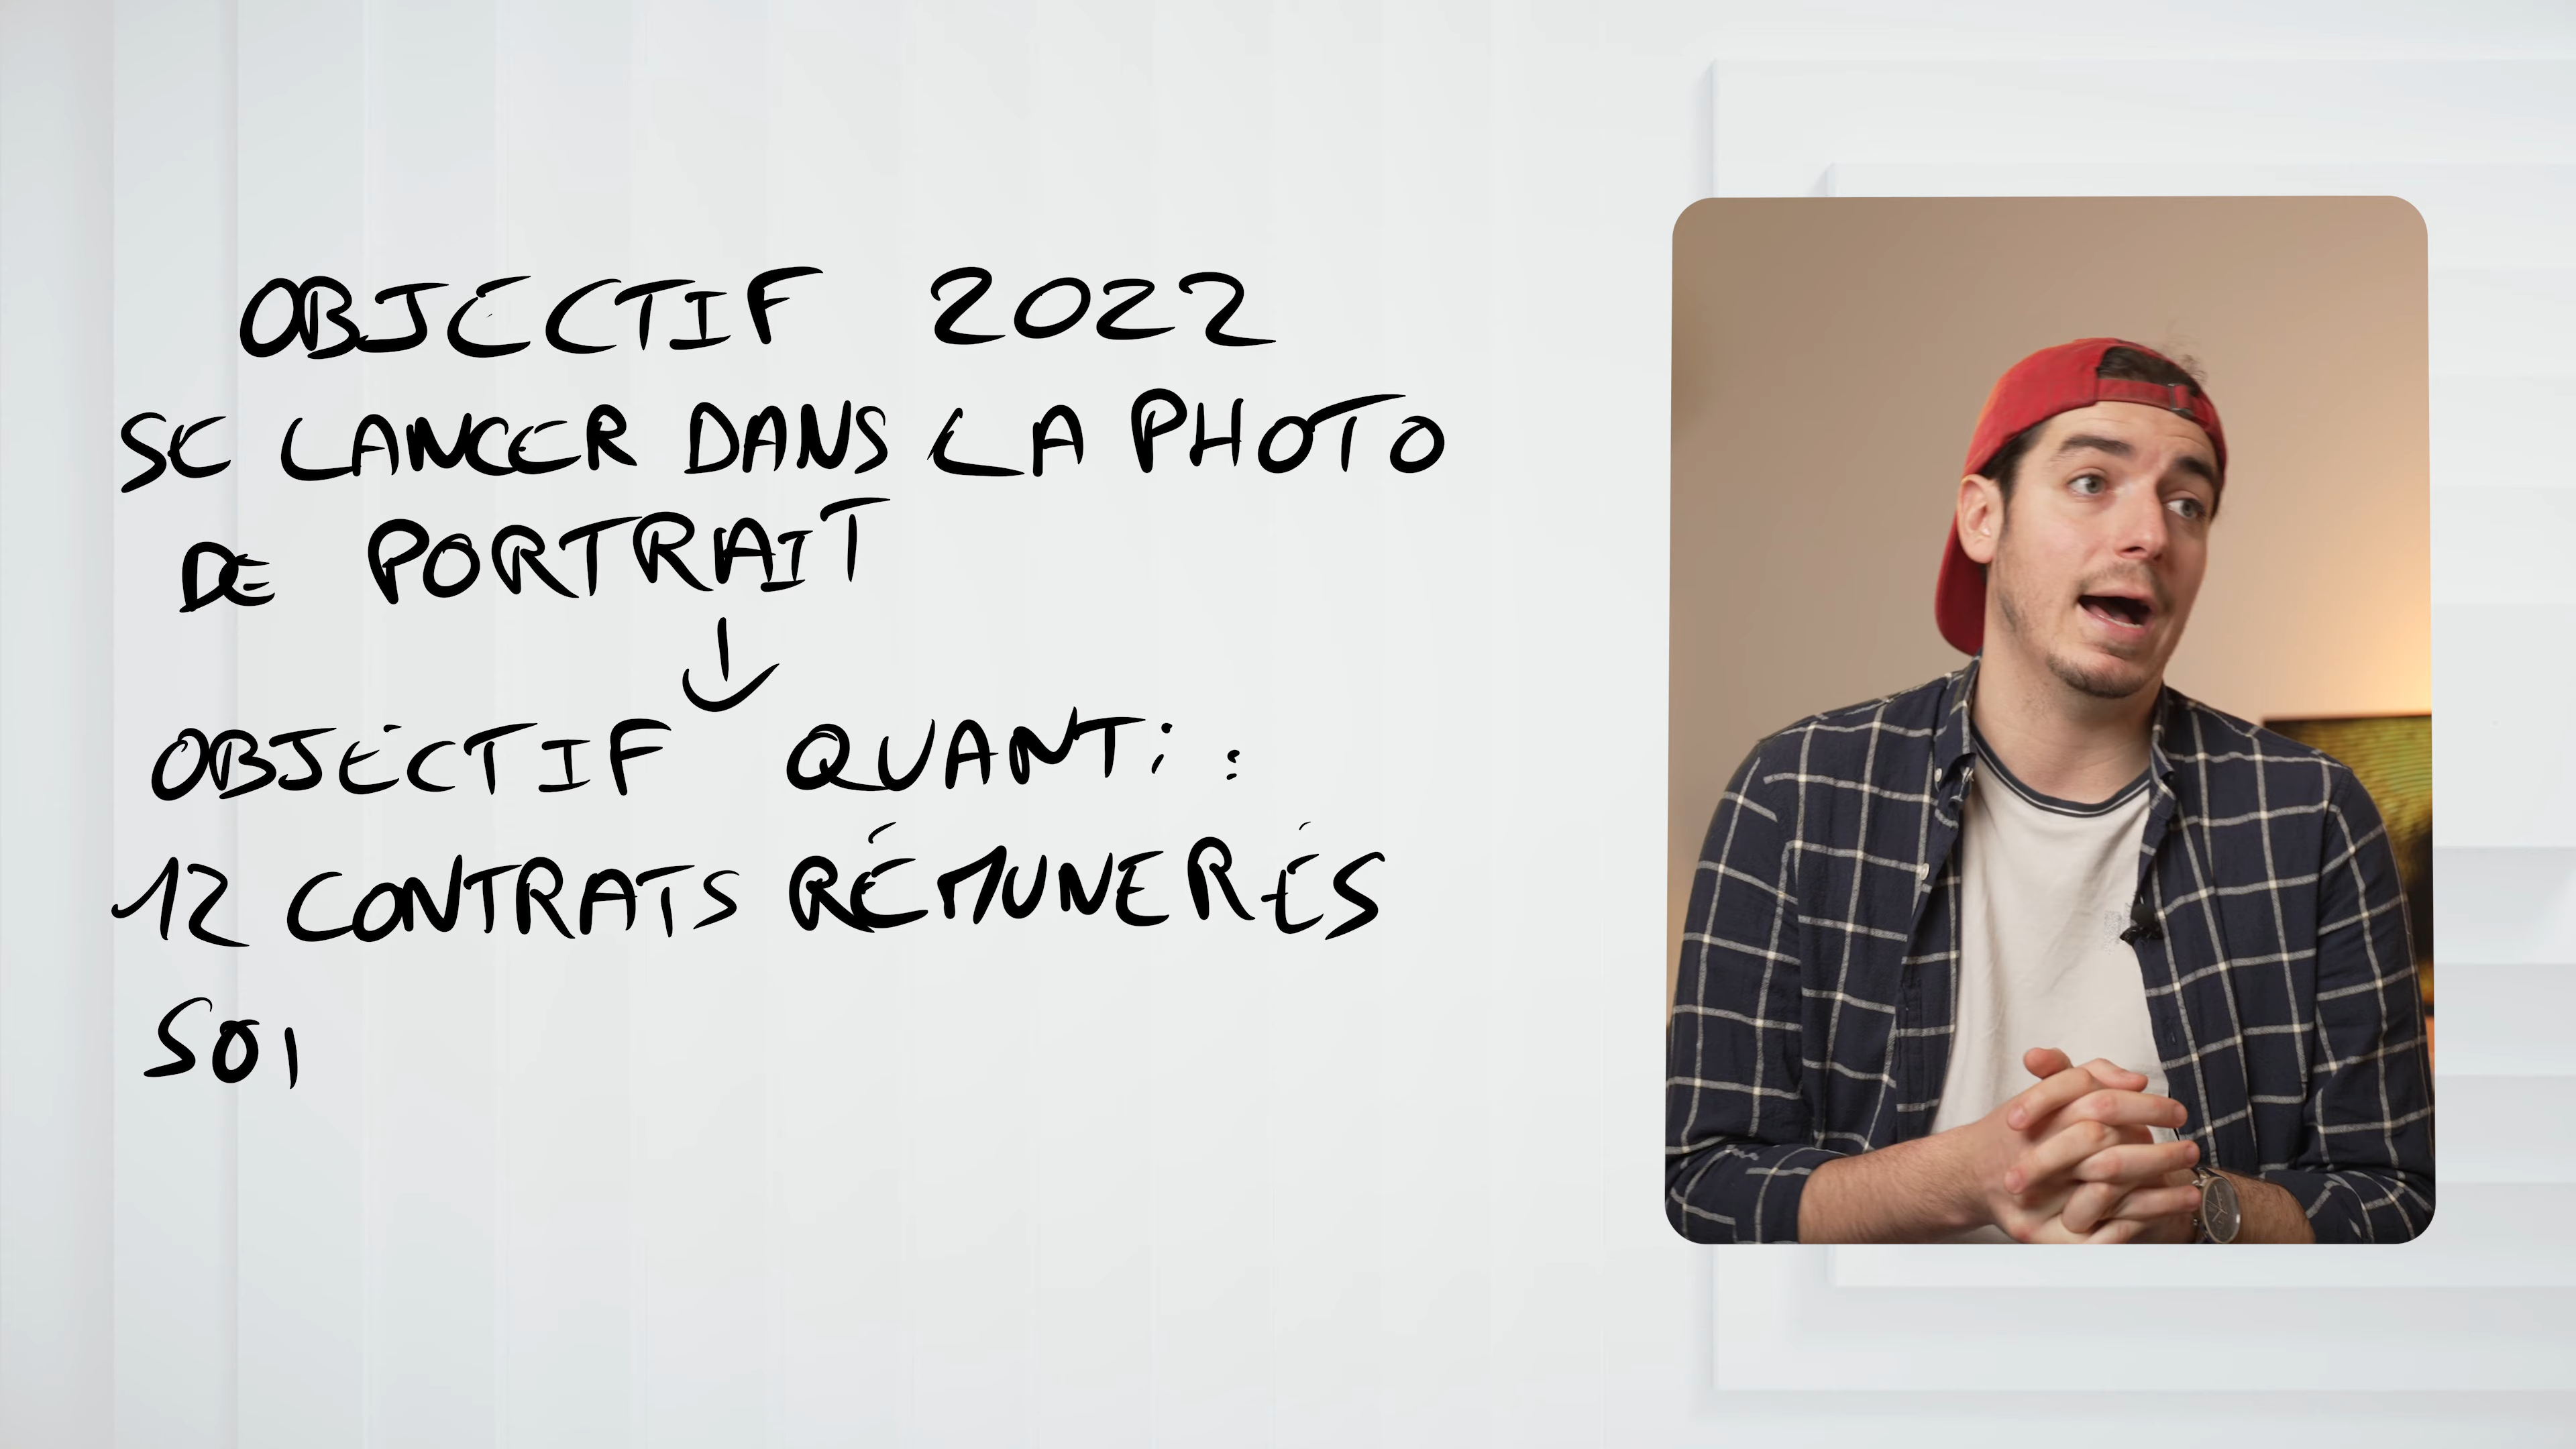 OBJECTIF 2022
SE LANCER DANS LA PHOTO
DE PORTRAIT
OBJECTIF QUANTi :
12 CONTRATS RÉMUNERÉS
SOI